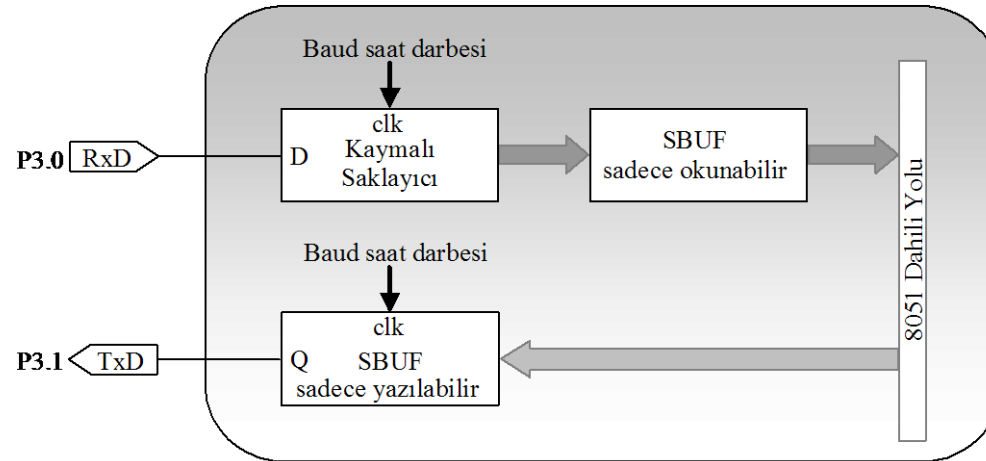 Baud saat darbesi
P3.0
RxD
D
clk
Kaymalı
Saklayıcı
SBUF
sadece okunabilir
8051 Dahili Yolu
Baud saat darbesi
P3.1
TxD
Q
clk
SBUF
sadece yazılabilir